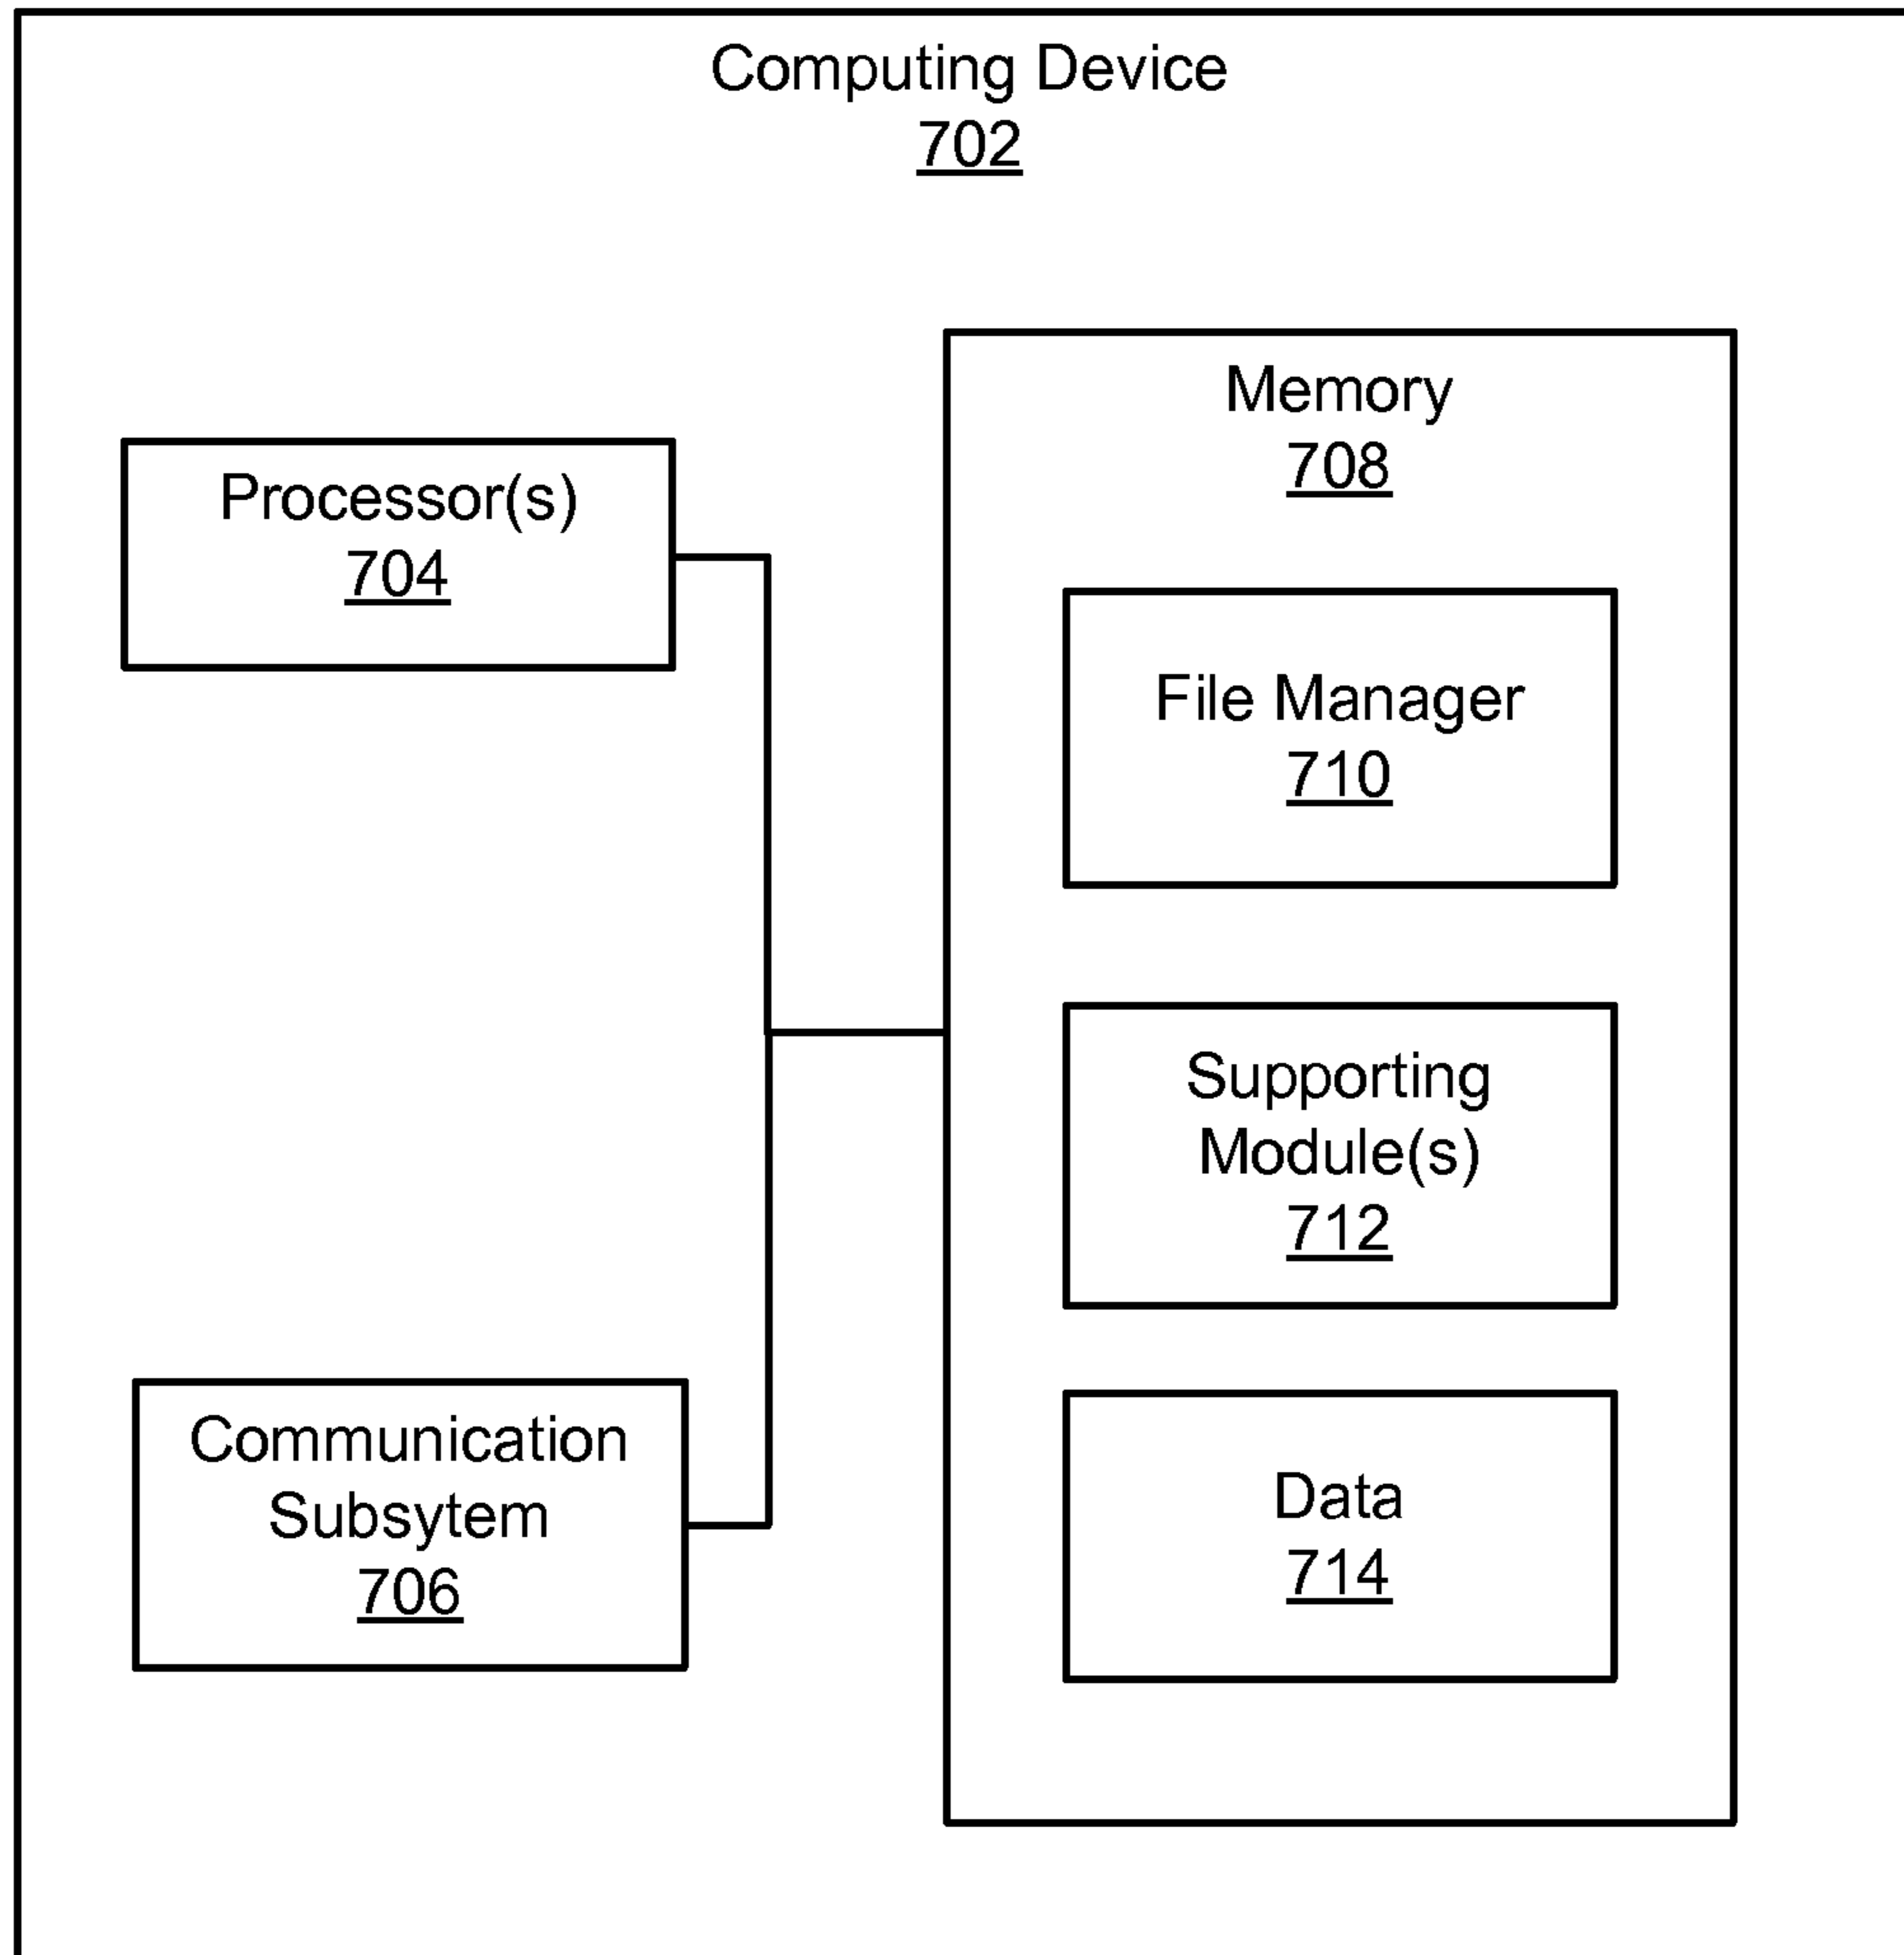 Computing Device
702
Processor(s)
704
Communication
Subsytem
706
Memory
708
File Manager
710
Supporting
Module(s)
712
Data
714